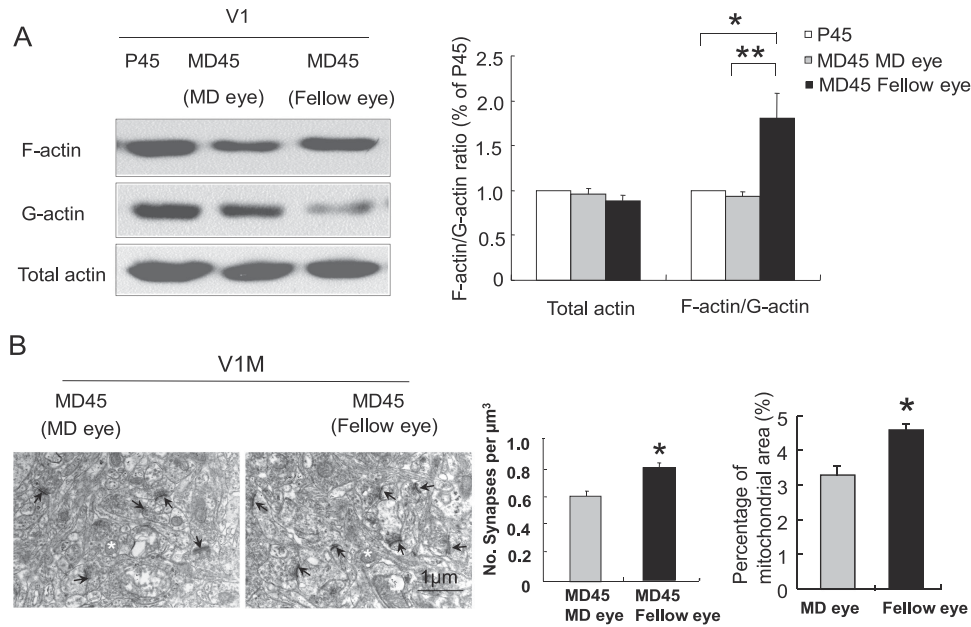 A
V1
P45 MD45 MD45
(MD eye) (Fellow eye)
F-actin
G-actin
Total actin
F-actin/G-actin ratio (% of P45)
2.5
2.0
1.5
1.0
0.5
0
Total actin F-actin/G-actin
* **
P45
MD45 MD eye
MD45 Fellow eye
B
V1M
MD45 MD45
(MD eye) (Fellow eye)
* *
1µm
No. Synapses per µm³
1.0
0.8
0.6
0.4
0.2
0
*
MD45 MD45
MD eye Fellow eye
Percentage of
mitochondrial area (%)
5
4
3
2
1
0
*
MD eye Fellow eye